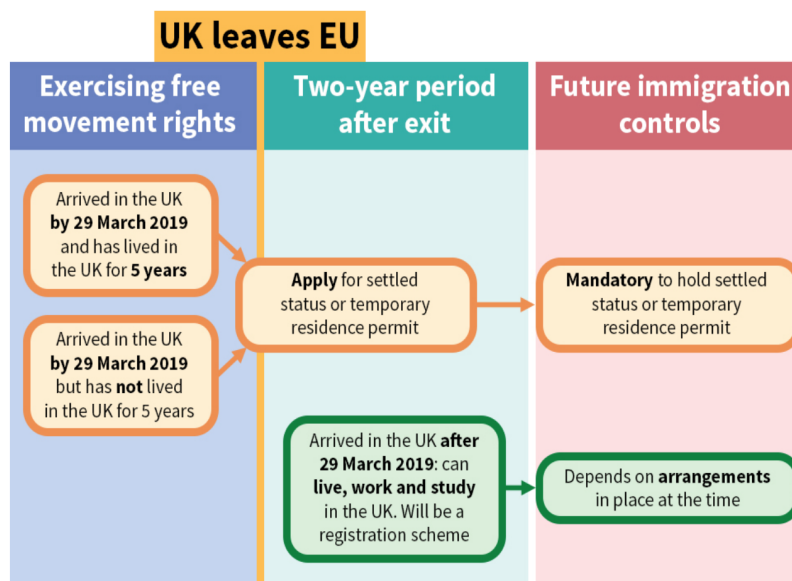 UK leaves EU
Exercising free
movement rights
Two-year period
after exit
Future immigration
controls
Arrived in the UK
by 29 March 2019
and has lived in
the UK for 5 years
Arrived in the UK
by 29 March 2019
but has not lived
in the UK for 5 years
Apply for settled
status or temporary
residence permit
Mandatory to hold settled
status or temporary
residence permit
Arrived in the UK after
29 March 2019: can
live, work and study
in the UK. Will be a
registration scheme
Depends on arrangements
in place at the time